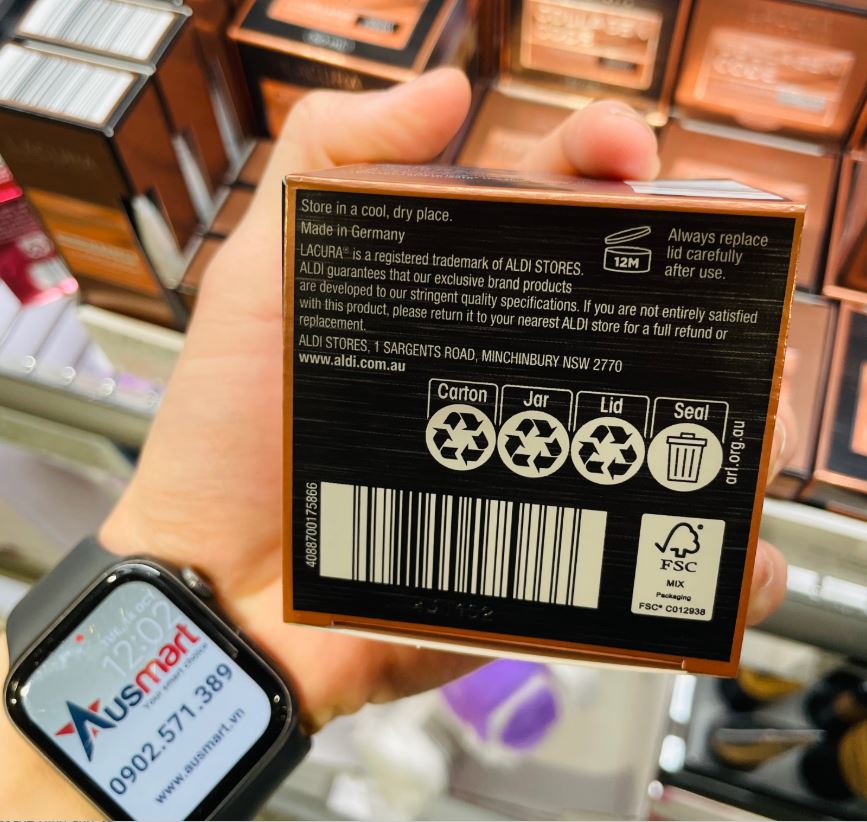 LACURA
Store in a cool, dry place.
Made in Germany
LACURA® is a registered trademark of ALDI STORES.
ALDI guarantees that our exclusive brand products
are developed to our stringent quality specifications. If you are not entirely satisfied
with this product, please return it to your nearest ALDI store for a full refund or
replacement.
ALDI STORES, 1 SARGENTS ROAD, MINCHINBURY NSW 2770
www.aldi.com.au
12M
Always replace
lid carefully
after use.
Carton
Jar
Lid
Seal
arl.org.au
4088700175866
FSC
MIX
Packaging
FSC® C012938
12:02
Ausmart
Your smart choice
0902.571.389
www.ausmart.vn